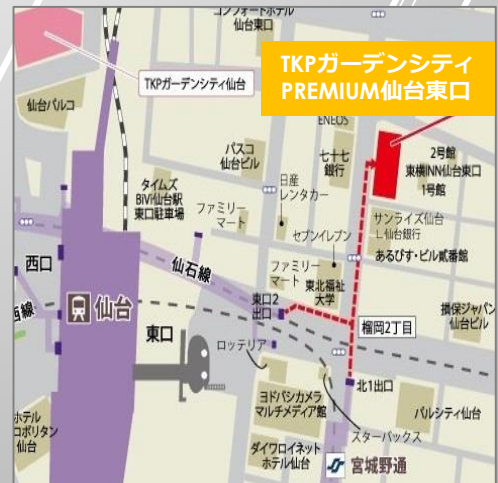 コンフォートホテル
仙台東口
TKPガーデンシティ
PREMIUM仙台東口
TKPガーデンシティ仙台
仙台パルコ
ENEOS
パスコ
仙台ビル
七十七
銀行
2号館
東横INN仙台東口
1号館
タイムズ
BiVi仙台駅
東口駐車場
日産
レンタカー
ファミリー
マート
サンライズ仙台
仙台銀行
セブンイレブン
あるびす・ビル貳番館
西口
仙石線
ファミリー
マート
東北福祉
大学
仙台
東口
東口2
出口
榴岡2丁目
損保ジャパン
仙台ビル
ロッテリア
北1出口
ヨドバシカメラ
マルチメディア館
パルシティ仙台
スターバックス
ホテル
仙台
ダイワロイネット
ホテル仙台
宮城野通